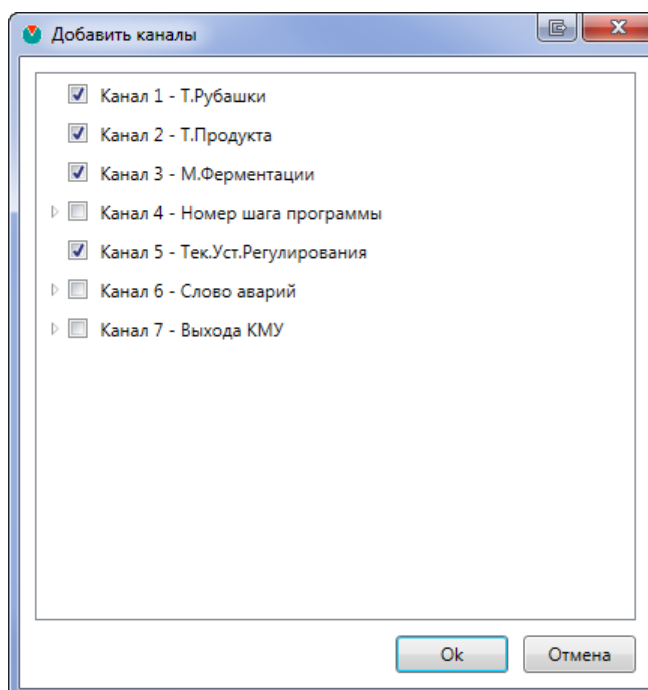 Добавить каналы
Канал 1 - Т.Рубашки
Канал 2 - Т.Продукта
Канал 3 - М.Ферментации
Канал 4 - Номер шага программы
Канал 5 - Тек.Уст.Регулирования
Канал 6 - Слово аварий
Канал 7 - Выхода КМУ
Ok
Отмена